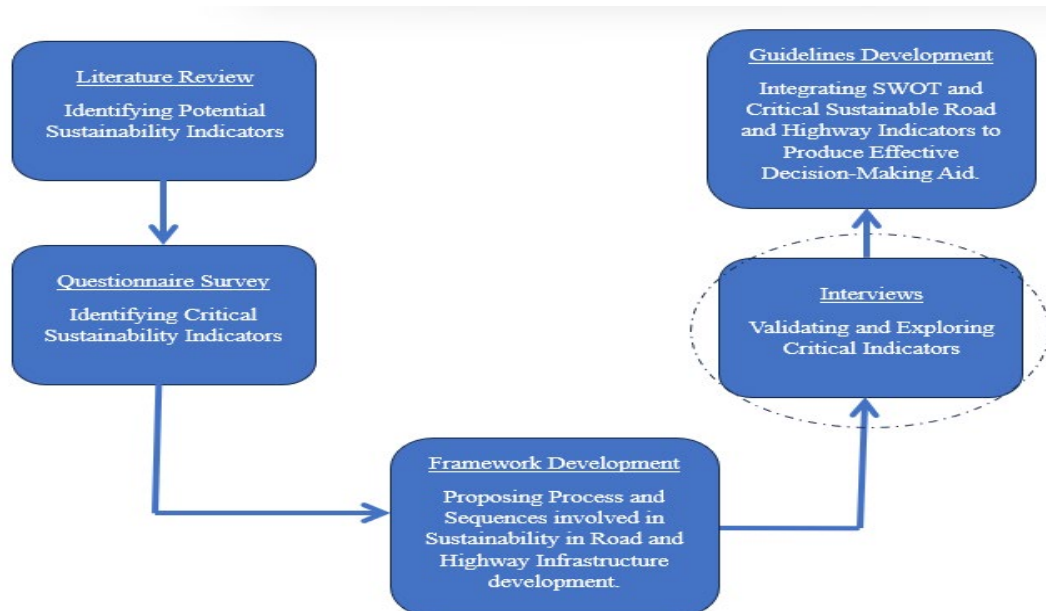 Literature Review
Identifying Potential
Sustainability Indicators
Questionnaire Survey
Identifying Critical
Sustainability Indicators
Framework Development
Proposing Process and
Sequences involved in
Sustainability in Road and
Highway Infrastructure
development.
Interviews
Validating and Exploring
Critical Indicators
Guidelines Development
Integrating SWOT and
Critical Sustainable Road
and Highway Indicators to
Produce Effective
Decision-Making Aid.